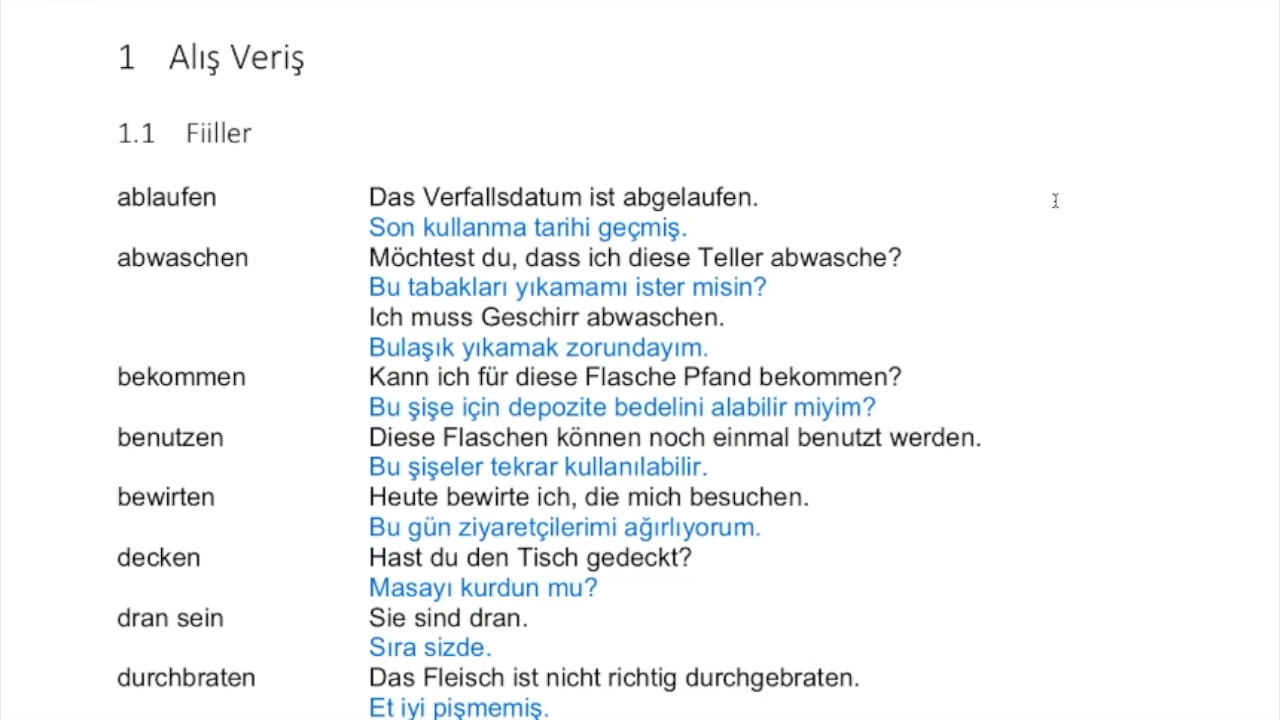 1 Alış Veriş
1.1 Fiiller
ablaufen Das Verfallsdatum ist abgelaufen.
Son kullanma tarihi geçmiş.
abwaschen Möchtest du, dass ich diese Teller abwasche?
Bu tabakları yıkamamı ister misin?
Ich muss Geschirr abwaschen.
Bulaşık yıkamak zorundayım.
bekommen Kann ich für diese Flasche Pfand bekommen?
Bu şişe için depozite bedelini alabilir miyim?
benutzen Diese Flaschen können noch einmal benutzt werden.
Bu şişeler tekrar kullanılabilir.
bewirten Heute bewirte ich, die mich besuchen.
Bu gün ziyaretçilerimi ağırlıyorum.
decken Hast du den Tisch gedeckt?
Masayı kurdun mu?
dran sein Sie sind dran.
Sıra sizde.
durchbraten Das Fleisch ist nicht richtig durchgebraten.
Et iyi pişmemiş.